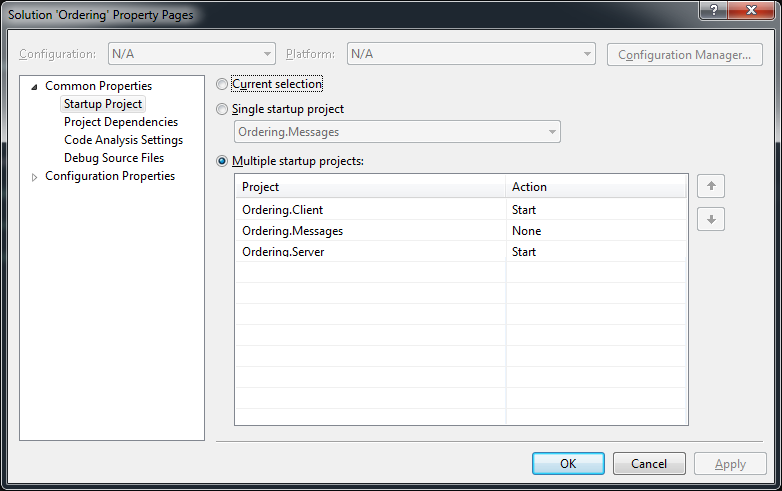 Solution 'Ordering' Property Pages
Configuration: N/A Platform: N/A Configuration Manager...
Common Properties
Startup Project
Project Dependencies
Code Analysis Settings
Debug Source Files
Configuration Properties
Current selection
Single startup project
Ordering.Messages
Multiple startup projects:
Project Action
Ordering.Client Start
Ordering.Messages None
Ordering.Server Start
OK Cancel Apply